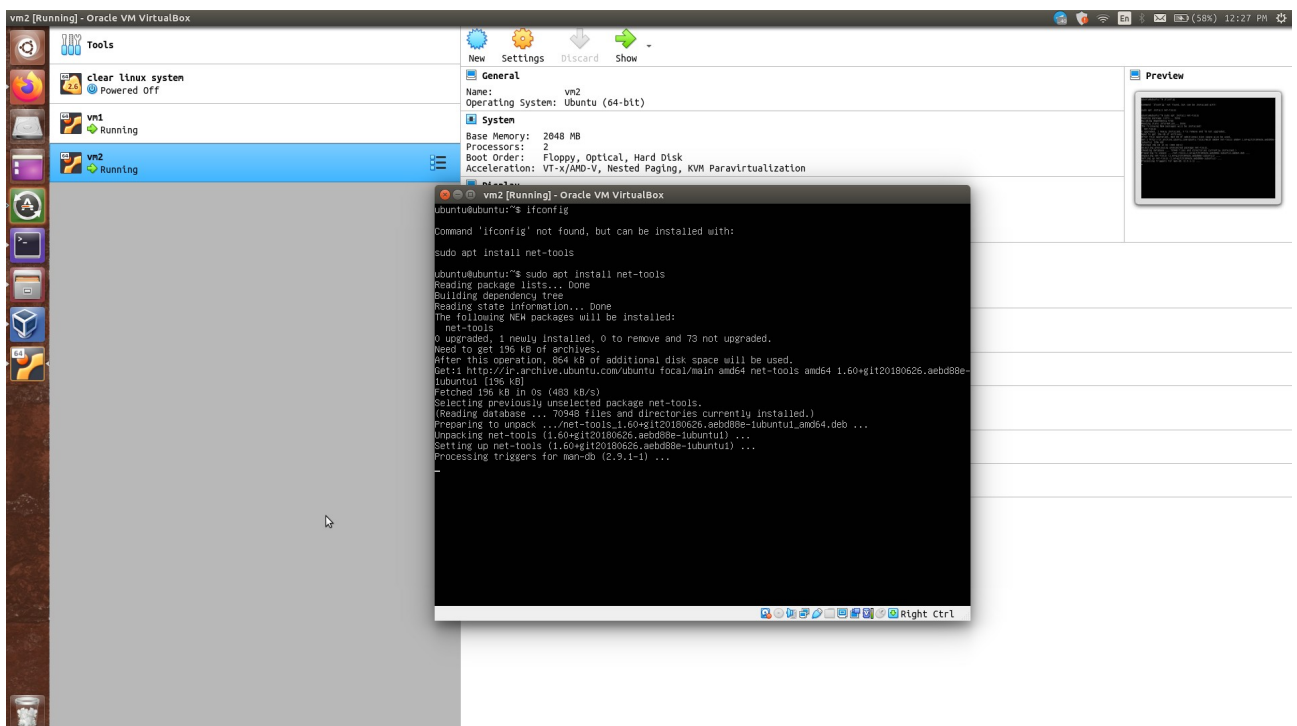 vm2 [Running] - Oracle VM VirtualBox
En
(58%) 12:27 PM
Tools
64
2.6
clear linux system
Powered Off
64
vm1
Running
64
vm2
Running
64
New Settings Discard Show
General
Name: vm2
Operating System: Ubuntu (64-bit)
System
Base Memory: 2048 MB
Processors: 2
Boot Order: Floppy, Optical, Hard Disk
Acceleration: VT-x/AMD-V, Nested Paging, KVM Paravirtualization
Display
Preview
vm2 [Running] - Oracle VM VirtualBox
ubuntu@ubuntu:~$ ifconfig
Command 'ifconfig' not found, but can be installed with:
sudo apt install net-tools
ubuntu@ubuntu:~$ sudo apt install net-tools
Reading package lists... Done
Building dependency tree
Reading state information... Done
The following NEW packages will be installed:
net-tools
0 upgraded, 1 newly installed, 0 to remove and 73 not upgraded.
Need to get 196 kB of archives.
After this operation, 864 kB of additional disk space will be used.
Get:1 http://ir.archive.ubuntu.com/ubuntu focal/main amd64 net-tools amd64 1.60+git20180626.aebd88e-
1ubuntu1 [196 kB]
Fetched 196 kB in 0s (483 kB/s)
Selecting previously unselected package net-tools.
(Reading database ... 70948 files and directories currently installed.)
Preparing to unpack .../net-tools_1.60+git20180626.aebd88e-1ubuntu1_amd64.deb ...
Unpacking net-tools (1.60+git20180626.aebd88e-1ubuntu1) ...
Setting up net-tools (1.60+git20180626.aebd88e-1ubuntu1) ...
Processing triggers for man-db (2.9.1-1) ...
Right Ctrl